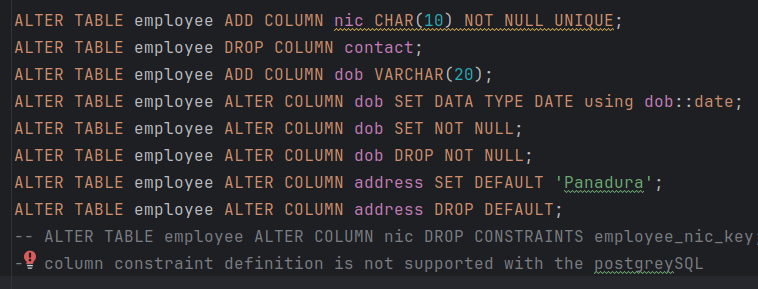 ALTER TABLE employee ADD COLUMN nic CHAR(10) NOT NULL UNIQUE;
ALTER TABLE employee DROP COLUMN contact;
ALTER TABLE employee ADD COLUMN dob VARCHAR(20);
ALTER TABLE employee ALTER COLUMN dob SET DATA TYPE DATE using dob::date;
ALTER TABLE employee ALTER COLUMN dob SET NOT NULL;
ALTER TABLE employee ALTER COLUMN dob DROP NOT NULL;
ALTER TABLE employee ALTER COLUMN address SET DEFAULT 'Panadura';
ALTER TABLE employee ALTER COLUMN address DROP DEFAULT;
-- ALTER TABLE employee ALTER COLUMN nic DROP CONSTRAINTS employee_nic_key;
- column constraint definition is not supported with the postgreySQL